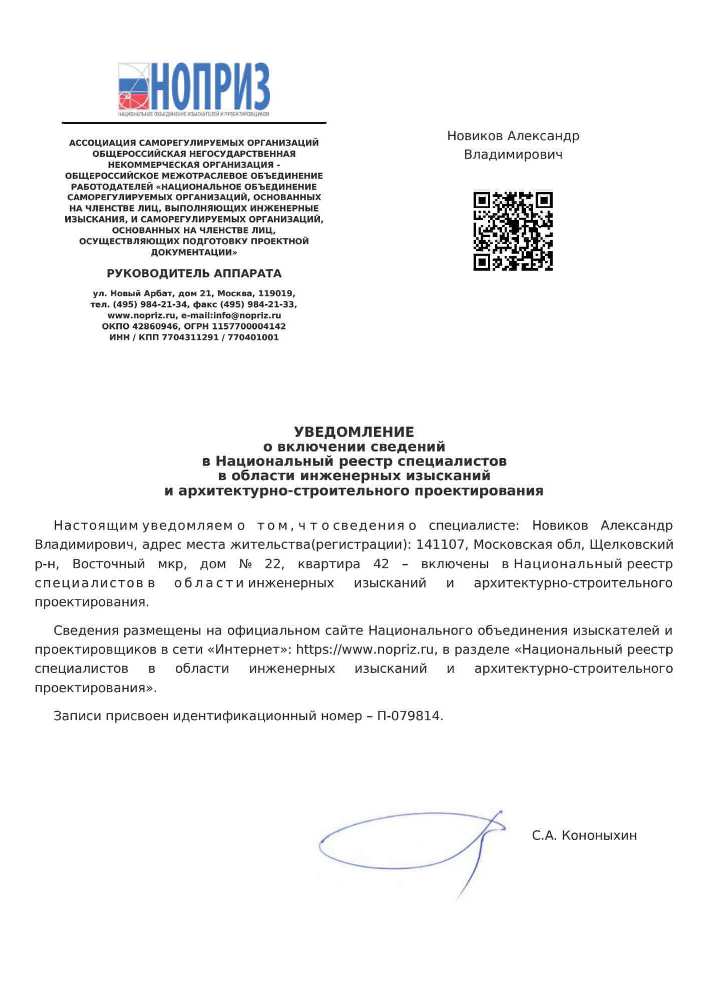 НОПРИЗ
НАЦИОНАЛЬНОЕ ОБЪЕДИНЕНИЕ ИЗЫСКАТЕЛЕЙ И ПРОЕКТИРОВЩИКОВ
АССОЦИАЦИЯ САМОРЕГУЛИРУЕМЫХ ОРГАНИЗАЦИЙ
ОБЩЕРОССИЙСКАЯ НЕГОСУДАРСТВЕННАЯ
НЕКОММЕРЧЕСКАЯ ОРГАНИЗАЦИЯ -
ОБЩЕРОССИЙСКОЕ МЕЖОТРАСЛЕВОЕ ОБЪЕДИНЕНИЕ
РАБОТОДАТЕЛЕЙ «НАЦИОНАЛЬНОЕ ОБЪЕДИНЕНИЕ
САМОРЕГУЛИРУЕМЫХ ОРГАНИЗАЦИЙ, ОСНОВАННЫХ
НА ЧЛЕНСТВЕ ЛИЦ, ВЫПОЛНЯЮЩИХ ИНЖЕНЕРНЫЕ
ИЗЫСКАНИЯ, И САМОРЕГУЛИРУЕМЫХ ОРГАНИЗАЦИЙ,
ОСНОВАННЫХ НА ЧЛЕНСТВЕ ЛИЦ,
ОСУЩЕСТВЛЯЮЩИХ ПОДГОТОВКУ ПРОЕКТНОЙ
ДОКУМЕНТАЦИИ»
РУКОВОДИТЕЛЬ АППАРАТА
ул. Новый Арбат, дом 21, Москва, 119019,
тел. (495) 984-21-34, факс (495) 984-21-33,
www.nopriz.ru, e-mail:info@nopriz.ru
ОКПО 42860946, ОГРН 1157700004142
ИНН / КПП 7704311291 / 770401001
Новиков Александр
Владимирович
УВЕДОМЛЕНИЕ
о включении сведений
в Национальный реестр специалистов
в области инженерных изысканий
и архитектурно-строительного проектирования
Настоящим уведомляем о том, что сведения о специалисте: Новиков Александр
Владимирович, адрес места жительства(регистрации): 141107, Московская обл, Щелковский
р-н, Восточный мкр, дом № 22, квартира 42 – включены в Национальный реестр
специалистов в области инженерных изысканий и архитектурно-строительного
проектирования.
Сведения размещены на официальном сайте Национального объединения изыскателей и
проектировщиков в сети «Интернет»: https://www.nopriz.ru, в разделе «Национальный реестр
специалистов в области инженерных изысканий и архитектурно-строительного
проектирования».
Записи присвоен идентификационный номер – П-079814.
С.А. Кононыхин